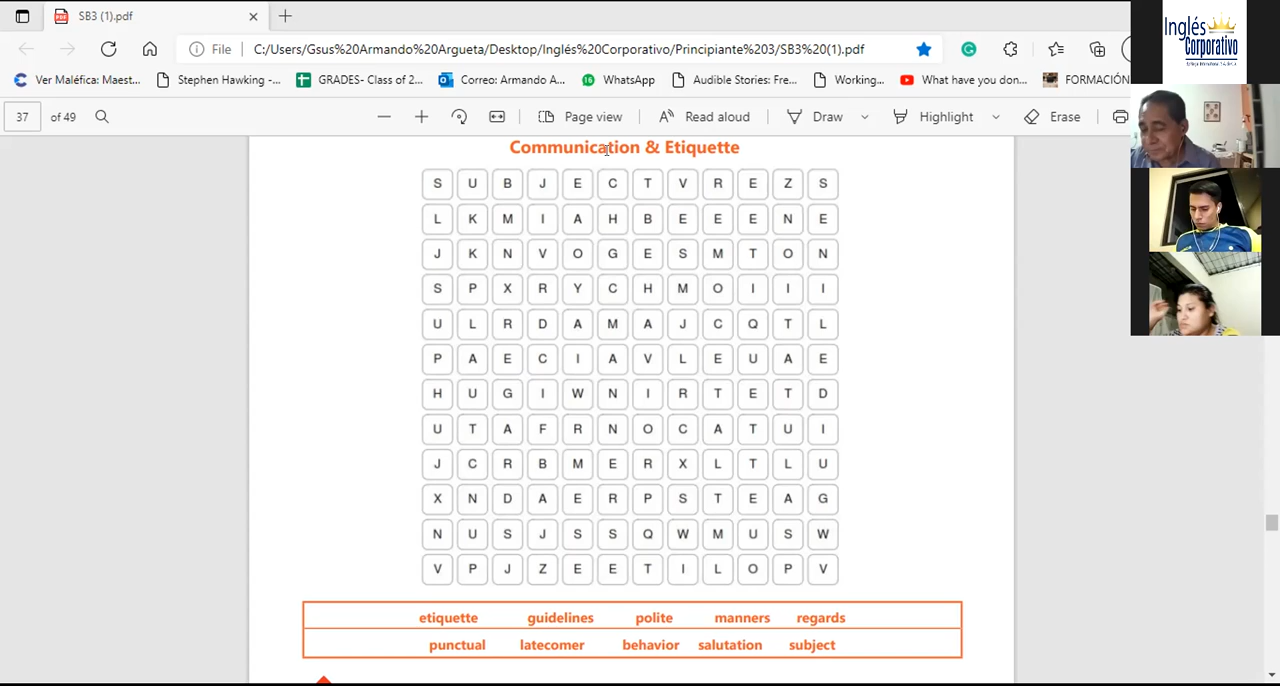 SB3 (1).pdf
File C:/Users/Gsus%20Armando%20Argueta/Desktop/Inglés%20Corporativo/Principiante%203/SB3%20(1).pdf
Ver Maléfica: Maest... Stephen Hawking -... GRADES- Class of 2... Correo: Armando A... WhatsApp Audible Stories: Fre... Working... What have you don... FORMACIÓN
37 of 49 Page view Read aloud Draw Highlight Erase
Inglés
Corporativo
Communication & Etiquette
S U B J E C T V R E Z S
L K M I A H B E E E N E
J K N V O G E S M T O N
S P X R Y C H M O I I I
U L R D A M A J C Q T L
P A E C I A V L E U A E
H U G I W N I R T E T D
U T A F R N O C A T U I
J C R B M E R X L T L U
X N D A E R P S T E A G
N U S J S S Q W M U S W
V P J Z E E T I L O P V
etiquette guidelines polite manners regards
punctual latecomer behavior salutation subject